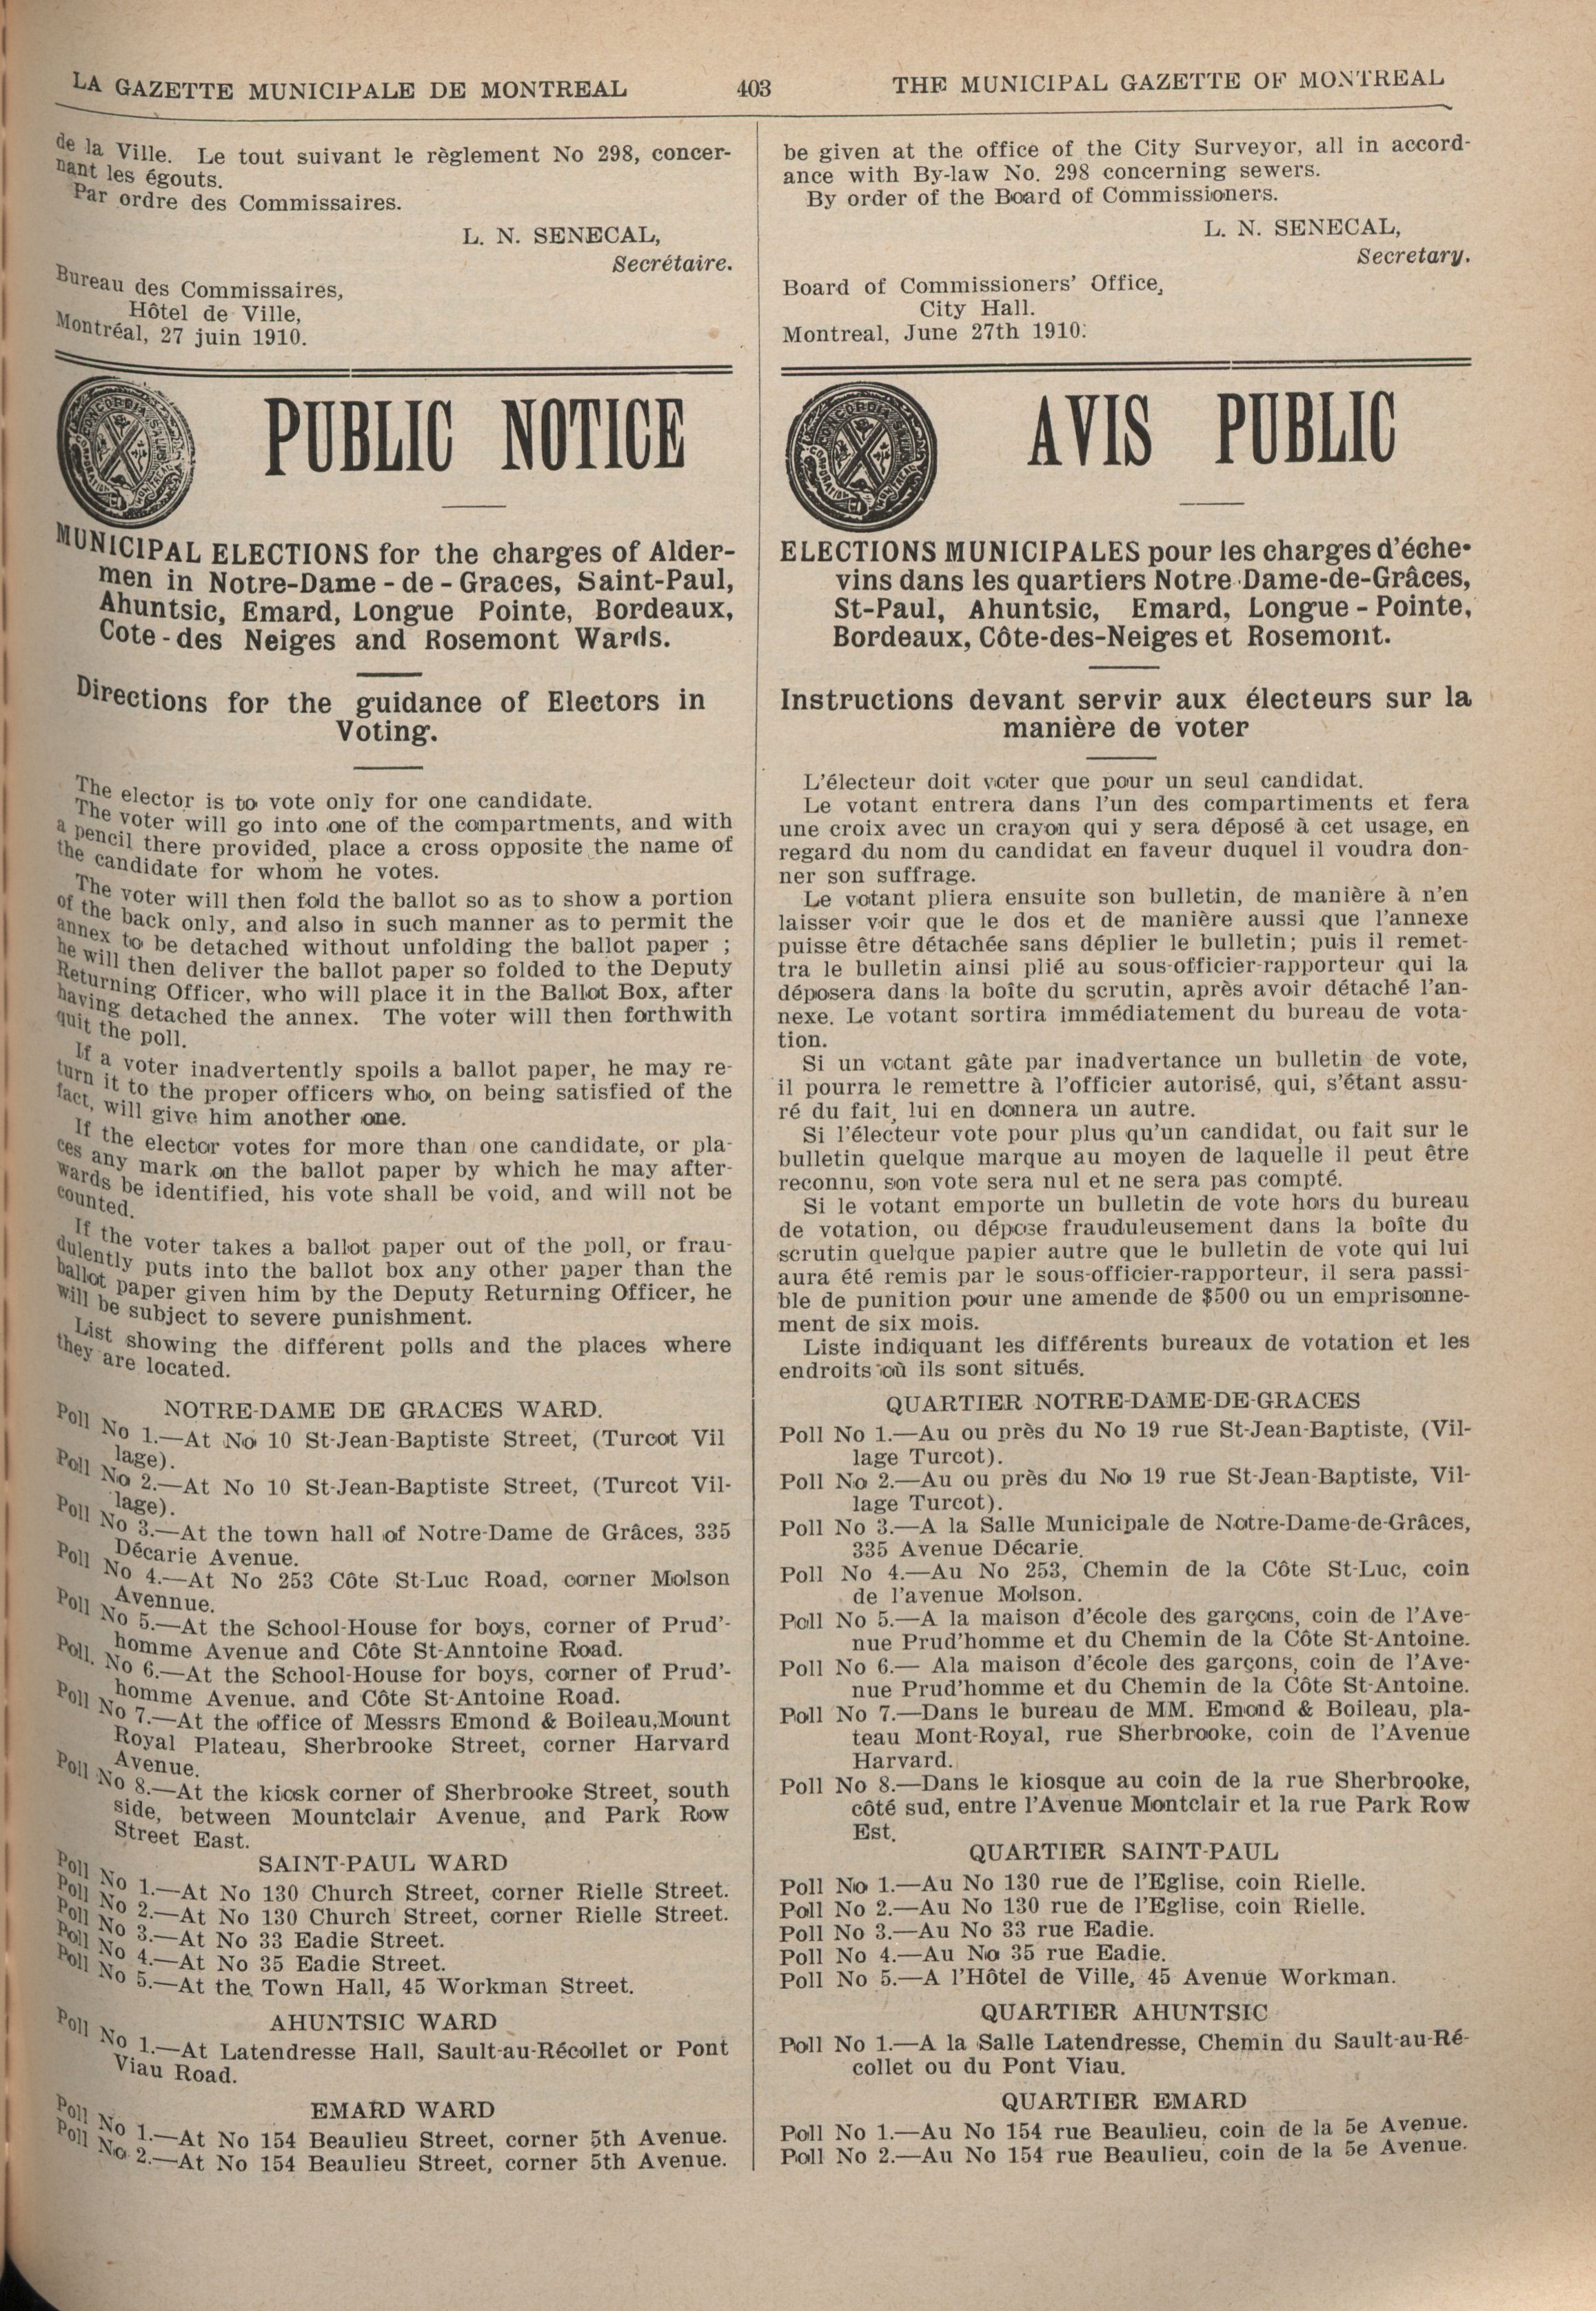 LA GAZETTE MUNICIPALE DE MONTREAL 403 THE MUNICIPAL GAZETTE OF MONTREAL
de la Ville. Le tout suivant le règlement No 298, concer-
nant les égouts.
Par ordre des Commissaires.
L. N. SENECAL,
Secrétaire.
Bureau des Commissaires,
Hôtel de Ville,
Montréal, 27 juin 1910.
PUBLIC NOTICE
MUNICIPAL ELECTIONS for the charges of Alder-
men in Notre-Dame - de - Graces, Saint-Paul,
Ahuntsic, Emard, Longue Pointe, Bordeaux,
Cote - des Neiges and Rosemont Wards.
Directions for the guidance of Electors in
Voting.
The elector is to vote only for one candidate.
The voter will go into one of the compartments, and with
a pencil there provided, place a cross opposite the name of
the candidate for whom he votes.
The voter will then fold the ballot so as to show a portion
of the back only, and also in such manner as to permit the
annex to be detached without unfolding the ballot paper ;
he will then deliver the ballot paper so folded to the Deputy
Returning Officer, who will place it in the Ballot Box, after
having detached the annex. The voter will then forthwith
quit the poll.
If a voter inadvertently spoils a ballot paper, he may re-
turn it to the proper officers who, on being satisfied of the
fact, will give him another one.
If the elector votes for more than one candidate, or pla-
ces any mark on the ballot paper by which he may after-
wards be identified, his vote shall be void, and will not be
counted.
If the voter takes a ballot paper out of the poll, or frau-
dulently puts into the ballot box any other paper than the
ballot paper given him by the Deputy Returning Officer, he
will be subject to severe punishment.
List showing the different polls and the places where
they are located.
NOTRE-DAME DE GRACES WARD.
Poll No 1.—At No 10 St-Jean-Baptiste Street, (Turcot Vil
lage).
Poll No 2.—At No 10 St-Jean-Baptiste Street, (Turcot Vil-
lage).
Poll No 3.—At the town hall of Notre-Dame de Grâces, 335
Décarie Avenue.
Poll No 4.—At No 253 Côte St-Luc Road, corner Molson
Avennue.
Poll No 5.—At the School-House for boys, corner of Prud'-
homme Avenue and Côte St-Anntoine Road.
Poll. No 6.—At the School-House for boys, corner of Prud'-
homme Avenue. and Côte St-Antoine Road.
Poll No 7.—At the office of Messrs Emond & Boileau,Mount
Royal Plateau, Sherbrooke Street, corner Harvard
Avenue.
Poll No 8.—At the kiosk corner of Sherbrooke Street, south
side, between Mountclair Avenue, and Park Row
Street East.
SAINT-PAUL WARD
Poll No 1.—At No 130 Church Street, corner Rielle Street.
Poll No 2.—At No 130 Church Street, corner Rielle Street.
Poll No 3.—At No 33 Eadie Street.
Poll No 4.—At No 35 Eadie Street.
Poll No 5.—At the Town Hall, 45 Workman Street.
AHUNTSIC WARD
Poll No 1.—At Latendresse Hall, Sault-au-Récollet or Pont
Viau Road.
EMARD WARD
Poll No 1.—At No 154 Beaulieu Street, corner 5th Avenue.
Poll No 2.—At No 154 Beaulieu Street, corner 5th Avenue.
be given at the office of the City Surveyor, all in accord-
ance with By-law No. 298 concerning sewers.
By order of the Board of Commissioners.
L. N. SENECAL,
Secretary.
Board of Commissioners' Office,
City Hall.
Montreal, June 27th 1910.
AVIS PUBLIC
ELECTIONS MUNICIPALES pour les charges d'éche-
vins dans les quartiers Notre-Dame-de-Grâces,
St-Paul, Ahuntsic, Emard, Longue - Pointe,
Bordeaux, Côte-des-Neiges et Rosemont.
Instructions devant servir aux électeurs sur la
manière de voter
L'électeur doit voter que pour un seul candidat.
Le votant entrera dans l'un des compartiments et fera
une croix avec un crayon qui y sera déposé à cet usage, en
regard du nom du candidat en faveur duquel il voudra don-
ner son suffrage.
Le votant pliera ensuite son bulletin, de manière à n'en
laisser voir que le dos et de manière aussi que l'annexe
puisse être détachée sans déplier le bulletin; puis il remet-
tra le bulletin ainsi plié au sous-officier-rapporteur qui la
déposera dans la boîte du scrutin, après avoir détaché l'an-
nexe. Le votant sortira immédiatement du bureau de vota-
tion.
Si un votant gâte par inadvertance un bulletin de vote,
il pourra le remettre à l'officier autorisé, qui, s'étant assu-
ré du fait, lui en donnera un autre.
Si l'électeur vote pour plus qu'un candidat, ou fait sur le
bulletin quelque marque au moyen de laquelle il peut être
reconnu, son vote sera nul et ne sera pas compté.
Si le votant emporte un bulletin de vote hors du bureau
de votation, ou dépose frauduleusement dans la boîte du
scrutin quelque papier autre que le bulletin de vote qui lui
aura été remis par le sous-officier-rapporteur, il sera passi-
ble de punition pour une amende de $500 ou un emprisonne-
ment de six mois.
Liste indiquant les différents bureaux de votation et les
endroits où ils sont situés.
QUARTIER NOTRE-DAME-DE-GRACES
Poll No 1.—Au ou près du No 19 rue St-Jean-Baptiste, (Vil-
lage Turcot).
Poll No 2.—Au ou près du No 19 rue St-Jean-Baptiste, Vil-
lage Turcot).
Poll No 3.—A la Salle Municipale de Notre-Dame-de-Grâces,
335 Avenue Décarie.
Poll No 4.—Au No 253, Chemin de la Côte St-Luc, coin
de l'avenue Molson.
Poll No 5.—A la maison d'école des garçons, coin de l'Ave-
nue Prud'homme et du Chemin de la Côte St-Antoine.
Poll No 6.— Ala maison d'école des garçons, coin de l'Ave-
nue Prud'homme et du Chemin de la Côte St-Antoine.
Poll No 7.—Dans le bureau de MM. Emond & Boileau, pla-
teau Mont-Royal, rue Sherbrooke, coin de l'Avenue
Harvard.
Poll No 8.—Dans le kiosque au coin de la rue Sherbrooke,
côté sud, entre l'Avenue Montclair et la rue Park Row
Est.
QUARTIER SAINT-PAUL
Poll No 1.—Au No 130 rue de l'Eglise, coin Rielle.
Poll No 2.—Au No 130 rue de l'Eglise, coin Rielle.
Poll No 3.—Au No 33 rue Eadie.
Poll No 4.—Au No 35 rue Eadie.
Poll No 5.—A l'Hôtel de Ville, 45 Avenue Workman.
QUARTIER AHUNTSIC
Poll No 1.—A la Salle Latendresse, Chemin du Sault-au-Ré-
collet ou du Pont Viau.
QUARTIER EMARD
Poll No 1.—Au No 154 rue Beaulieu, coin de la 5e Avenue.
Poll No 2.—Au No 154 rue Beaulieu, coin de la 5e Avenue.